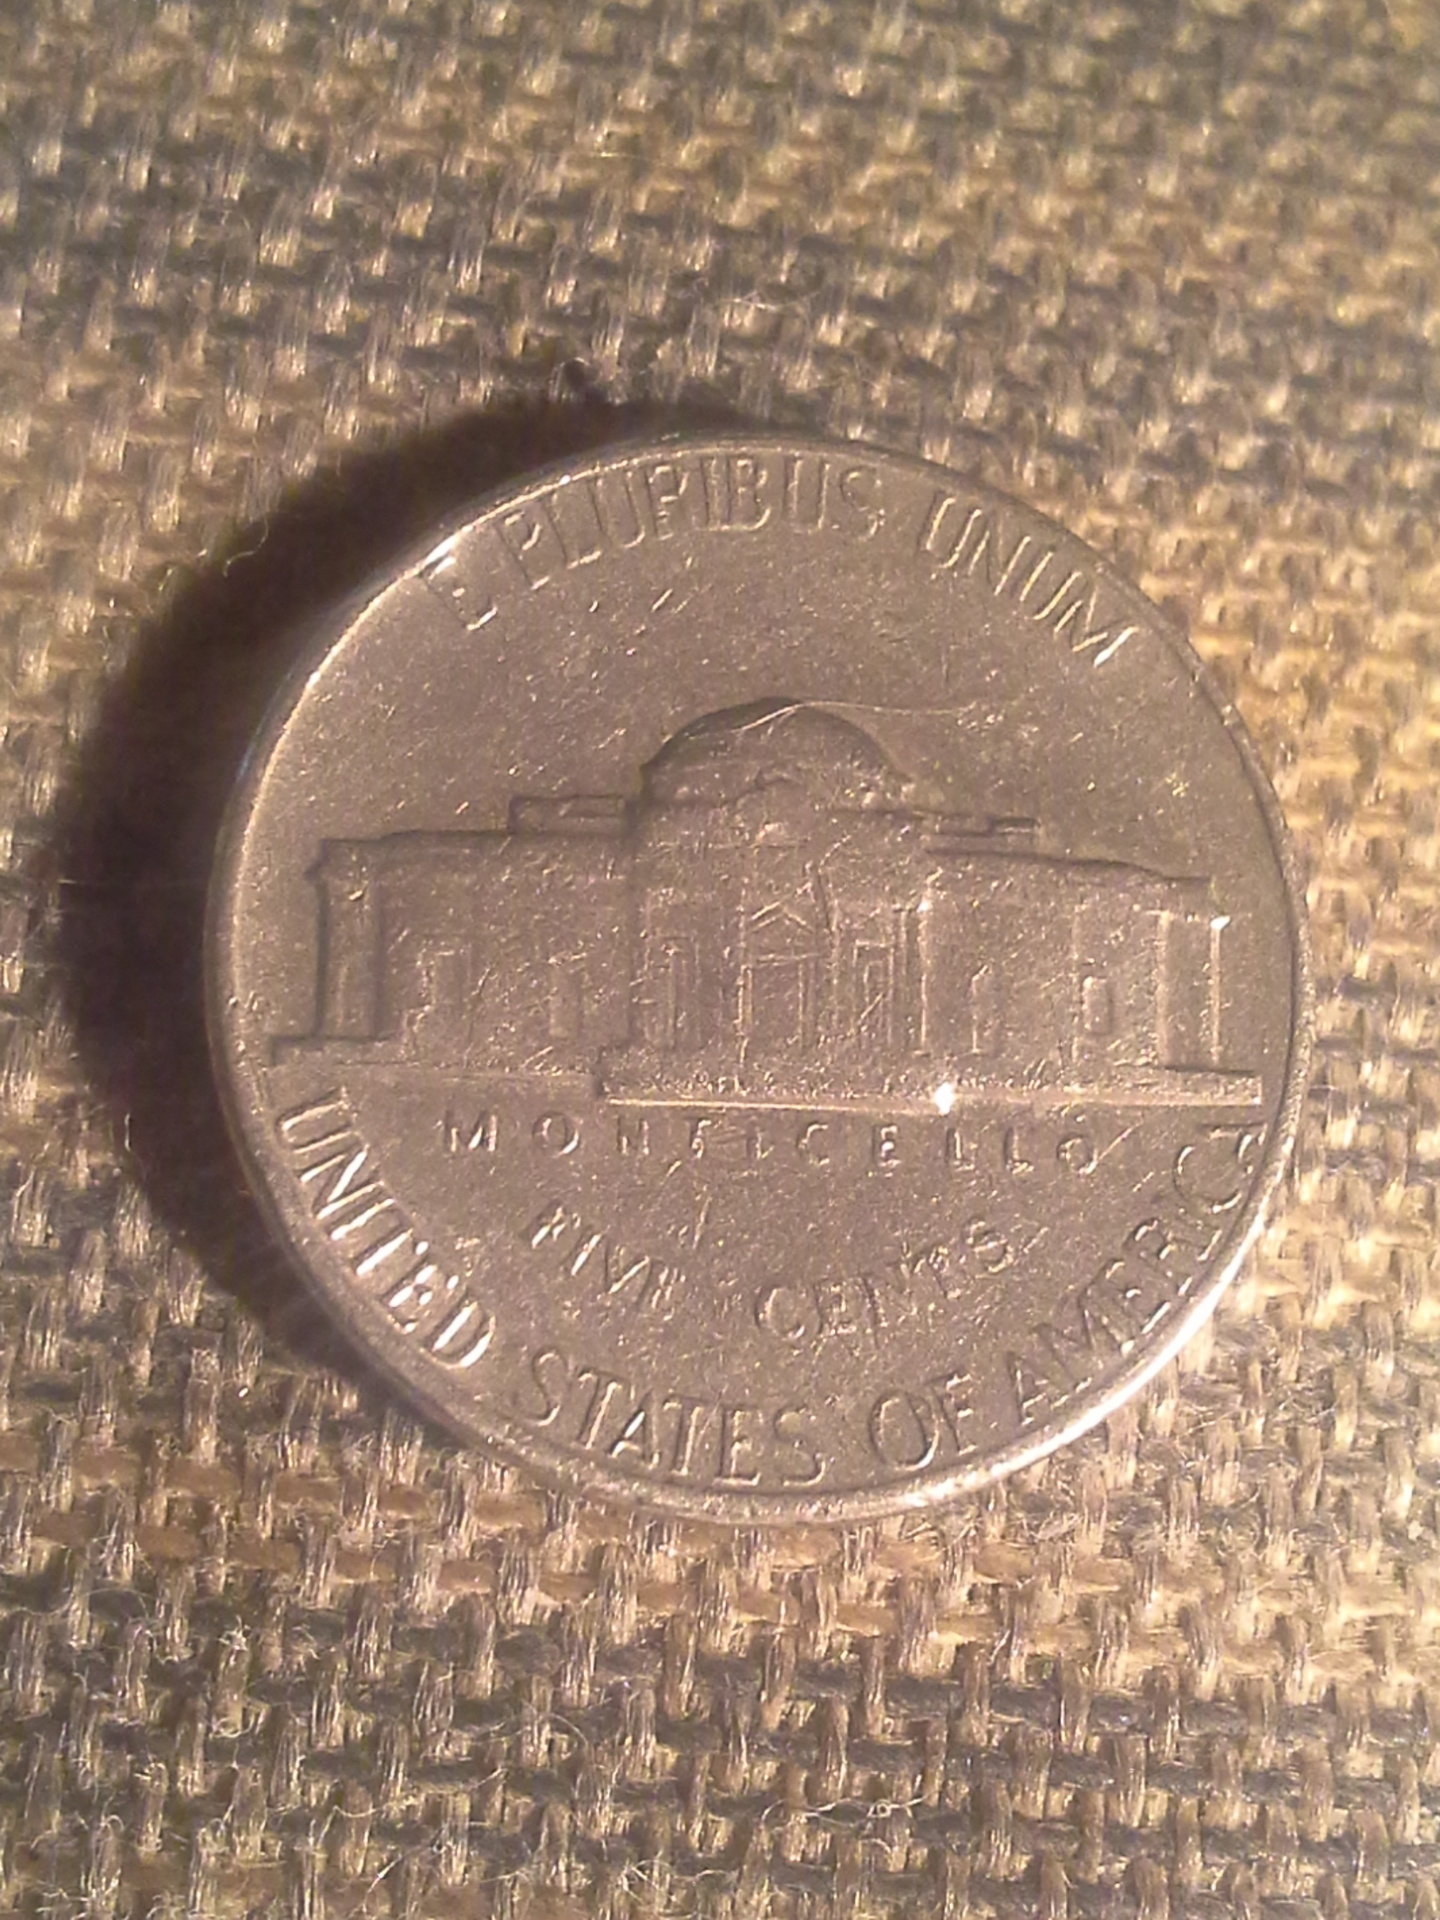 E PLURIBUS UNUM
MONTICELLO
FIVE CENTS
UNITED STATES OF AMERICA